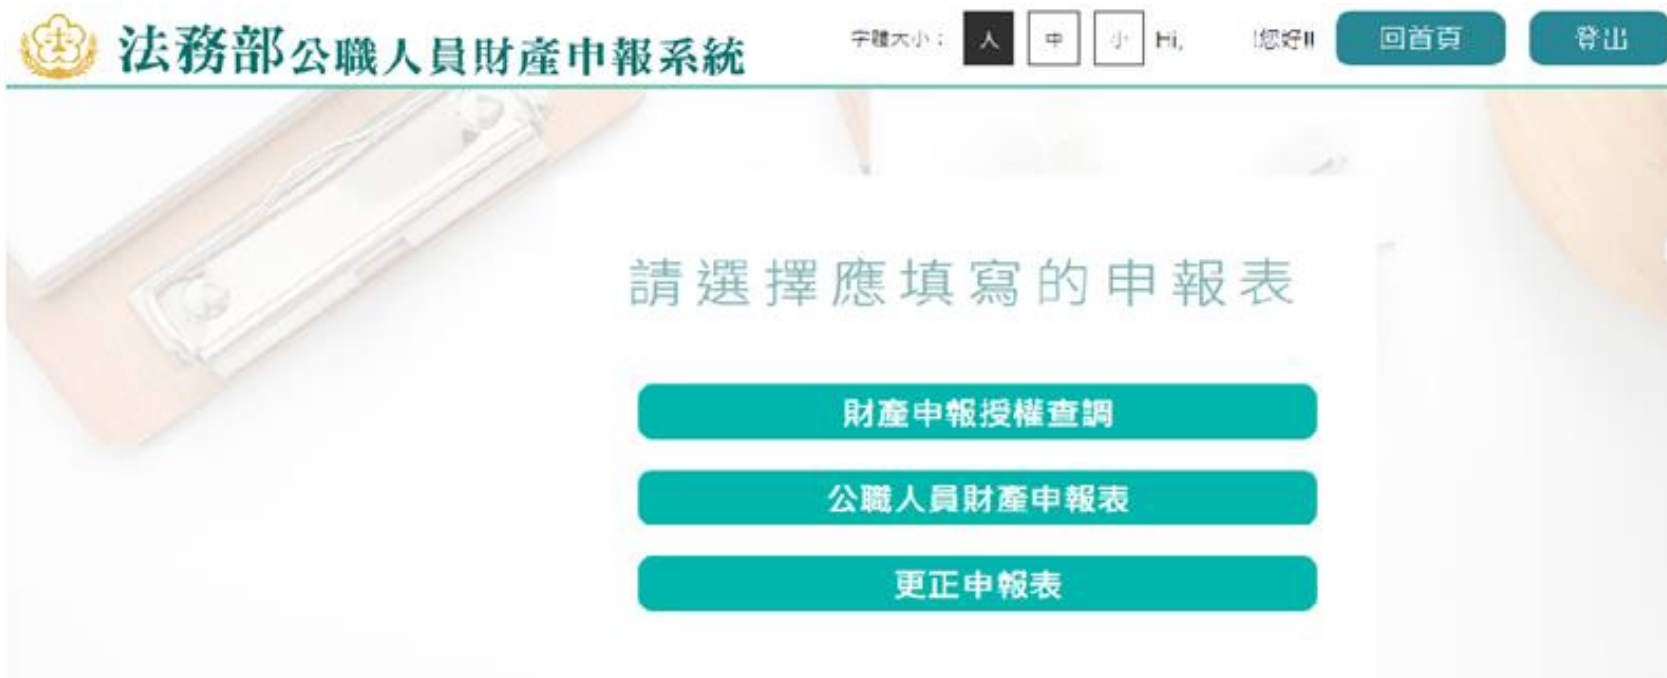 法務部公職人員財產申報系統
字體大小： 大 中 小 Hi, 您好!! 回首頁 登出
請選擇應填寫的申報表
財產申報授權查調
公職人員財產申報表
更正申報表